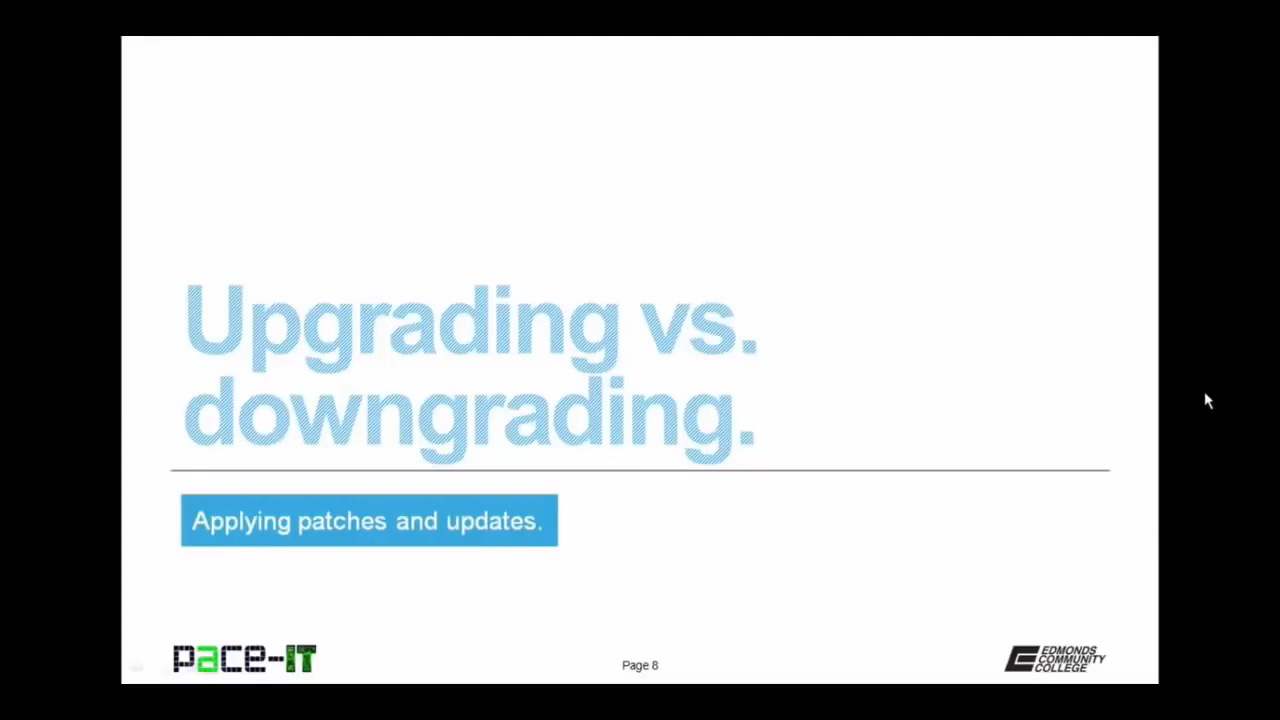 Upgrading vs.
downgrading.
Applying patches and updates.
pace-IT
Page 8
EDMONDS
COMMUNITY
COLLEGE